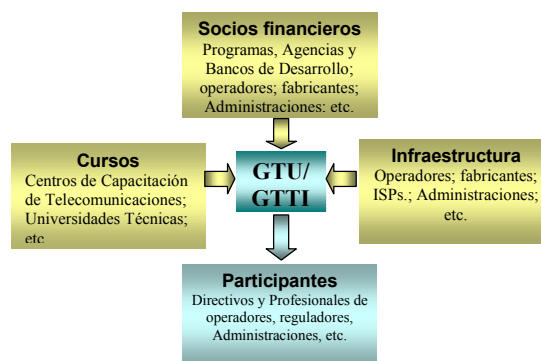 Socios financieros
Programas, Agencias y
Bancos de Desarrollo;
operadores; fabricantes;
Administraciones: etc.
Cursos
Centros de Capacitación
de Telecomunicaciones;
Universidades Técnicas;
etc
GTU/
GTTI
Infraestructura
Operadores; fabricantes;
ISPs.; Administraciones;
etc.
Participantes
Directivos y Profesionales de
operadores, reguladores,
Administraciones, etc.